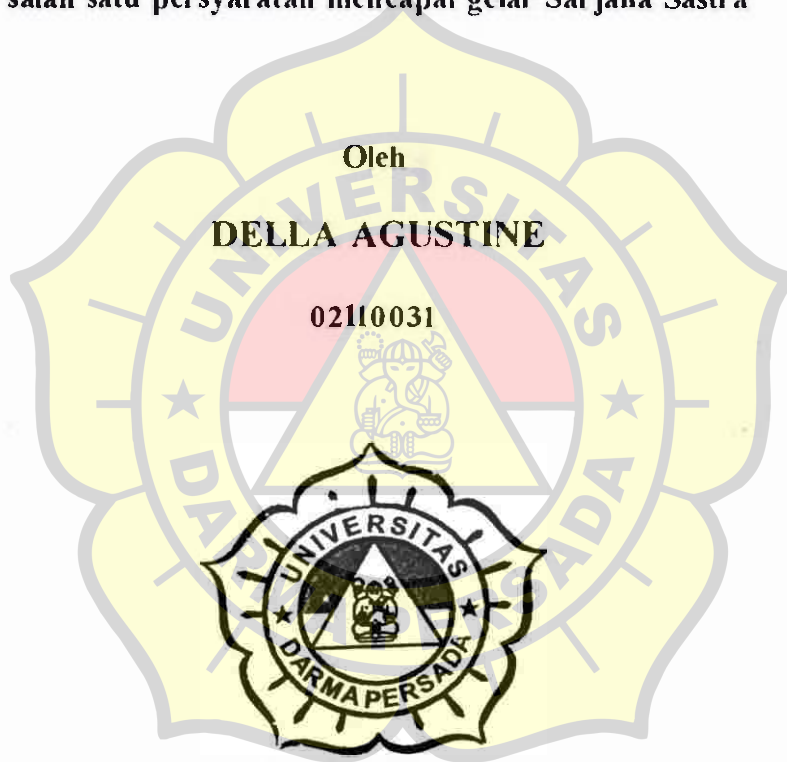 salah satu persyaratan mencapai gelar Sarjana Sastra
Oleh
DELLA AGUSTINE
02110031
UNIVERSITAS
DARMA PERSADA
UNIVERSITAS
DARMA PERSADA